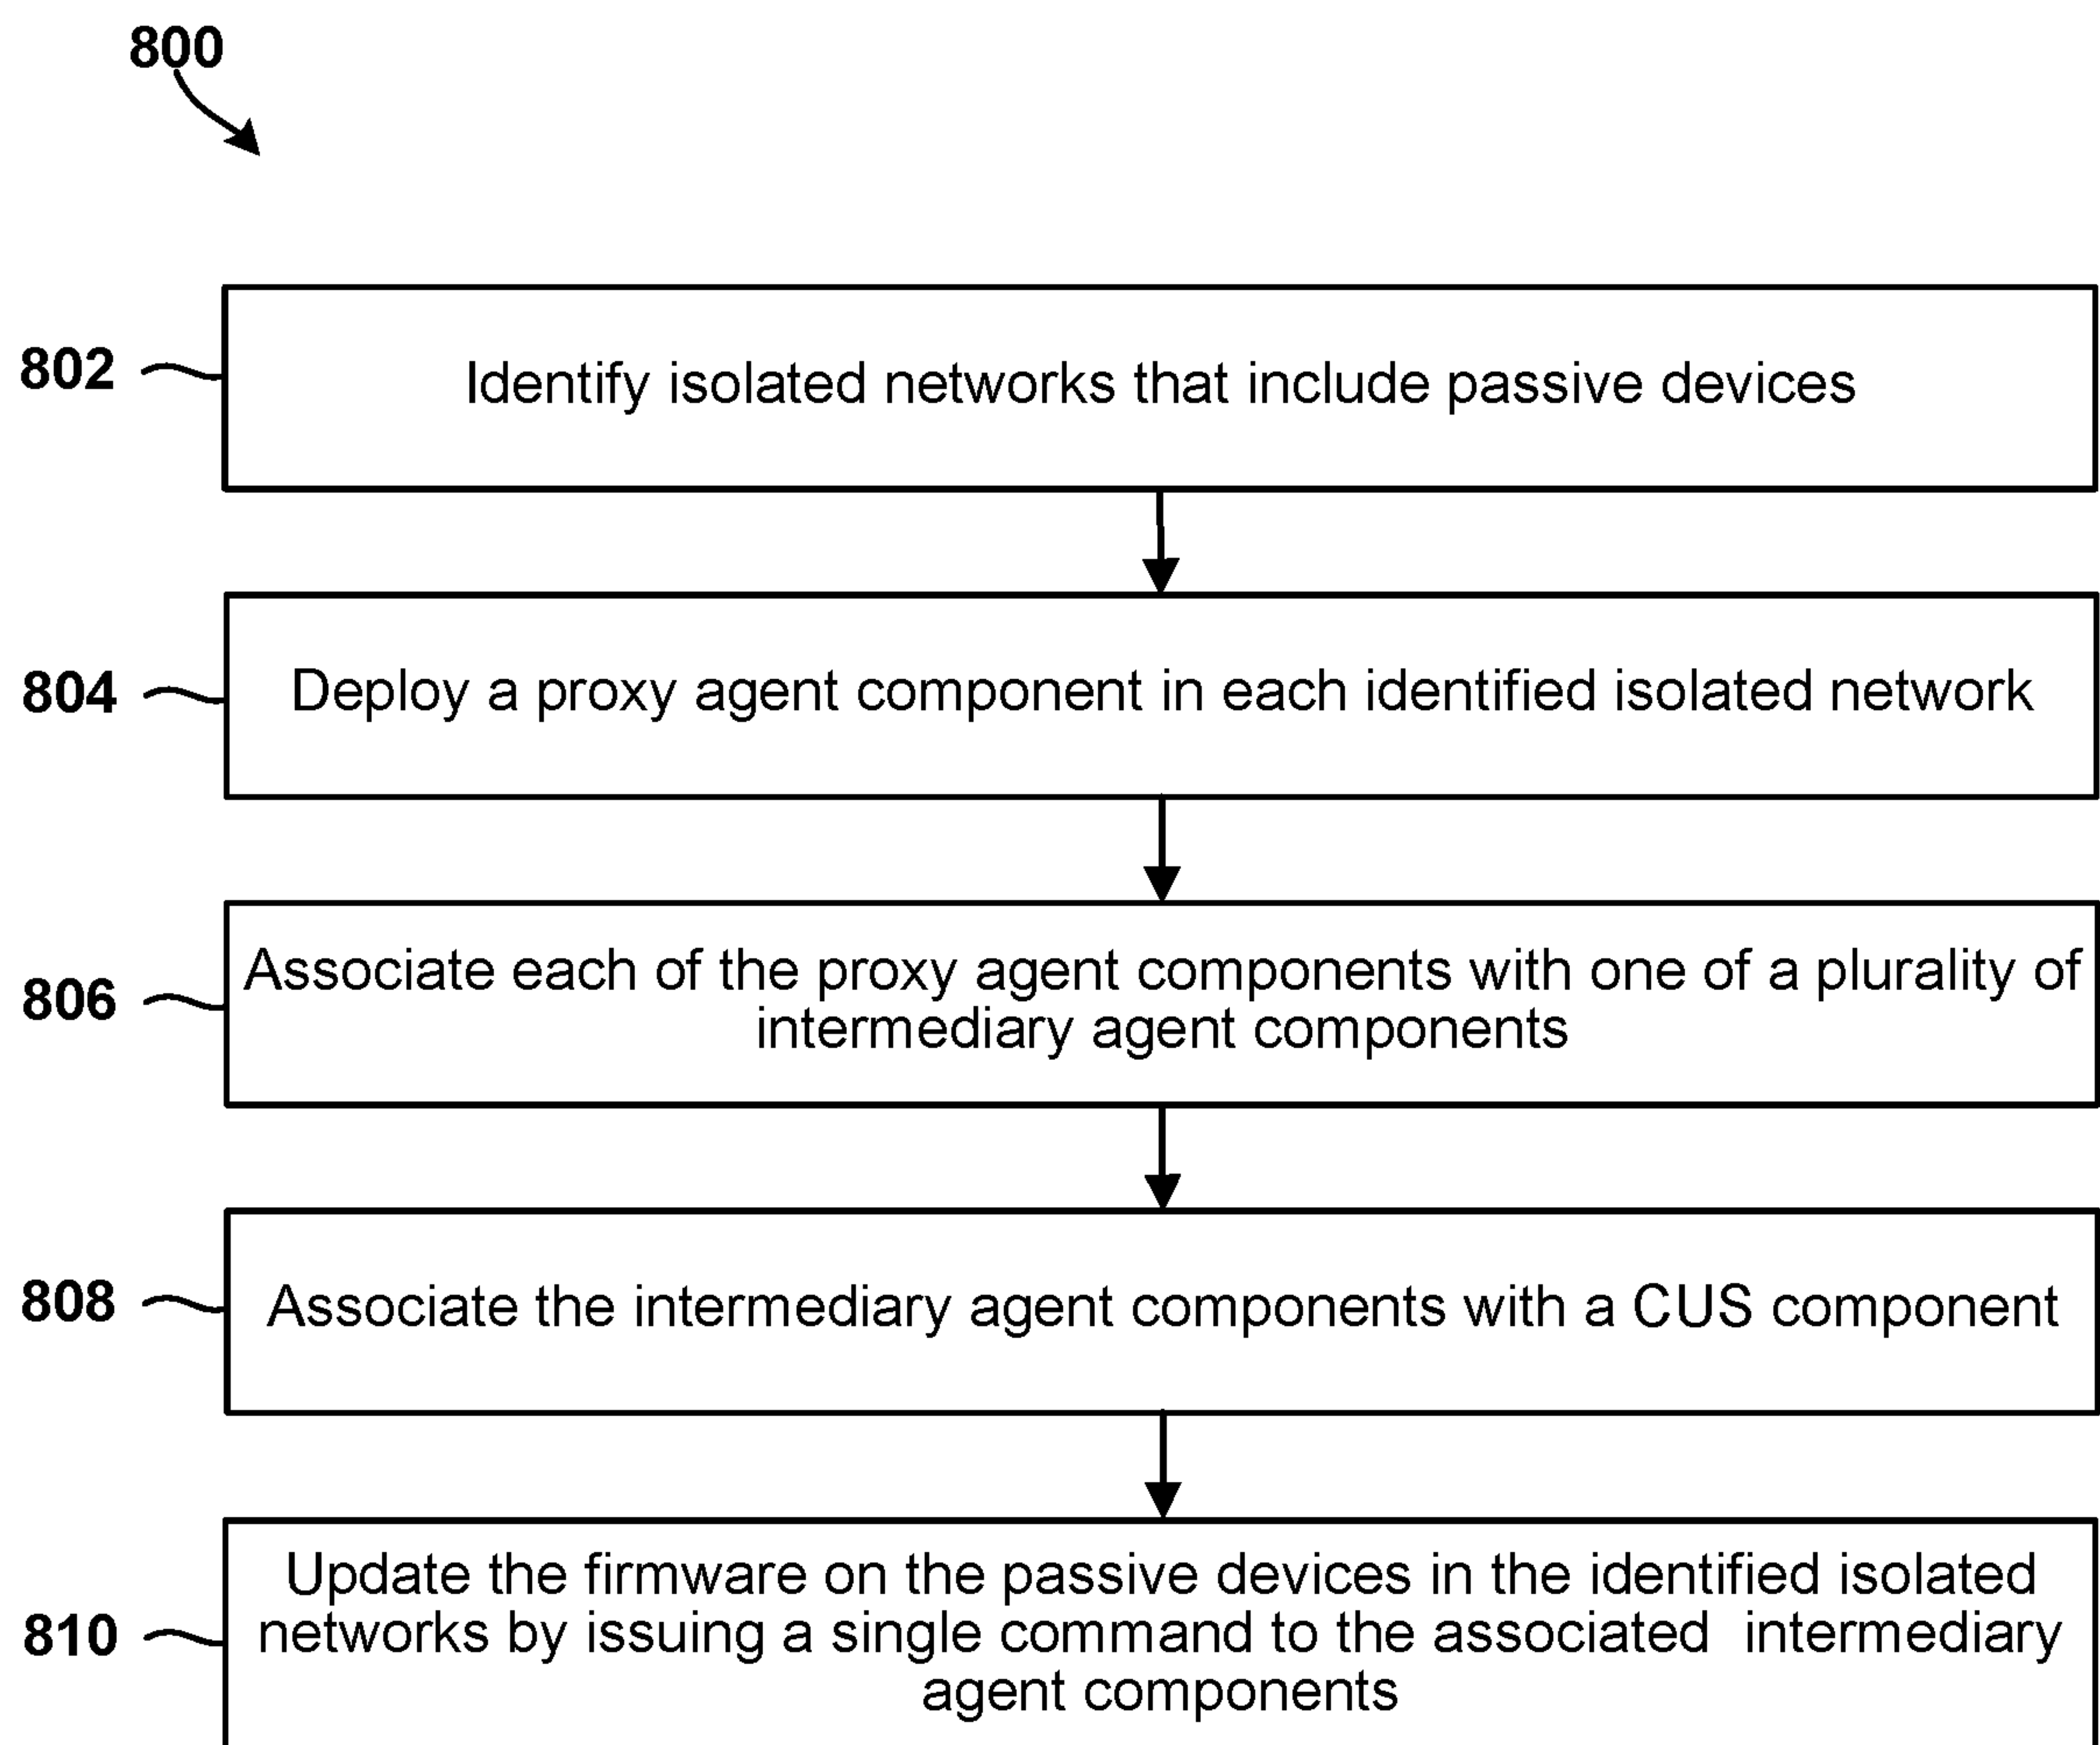 800
802
Identify isolated networks that include passive devices
804
Deploy a proxy agent component in each identified isolated network
806
Associate each of the proxy agent components with one of a plurality of
intermediary agent components
808
Associate the intermediary agent components with a CUS component
810
Update the firmware on the passive devices in the identified isolated
networks by issuing a single command to the associated intermediary
agent components